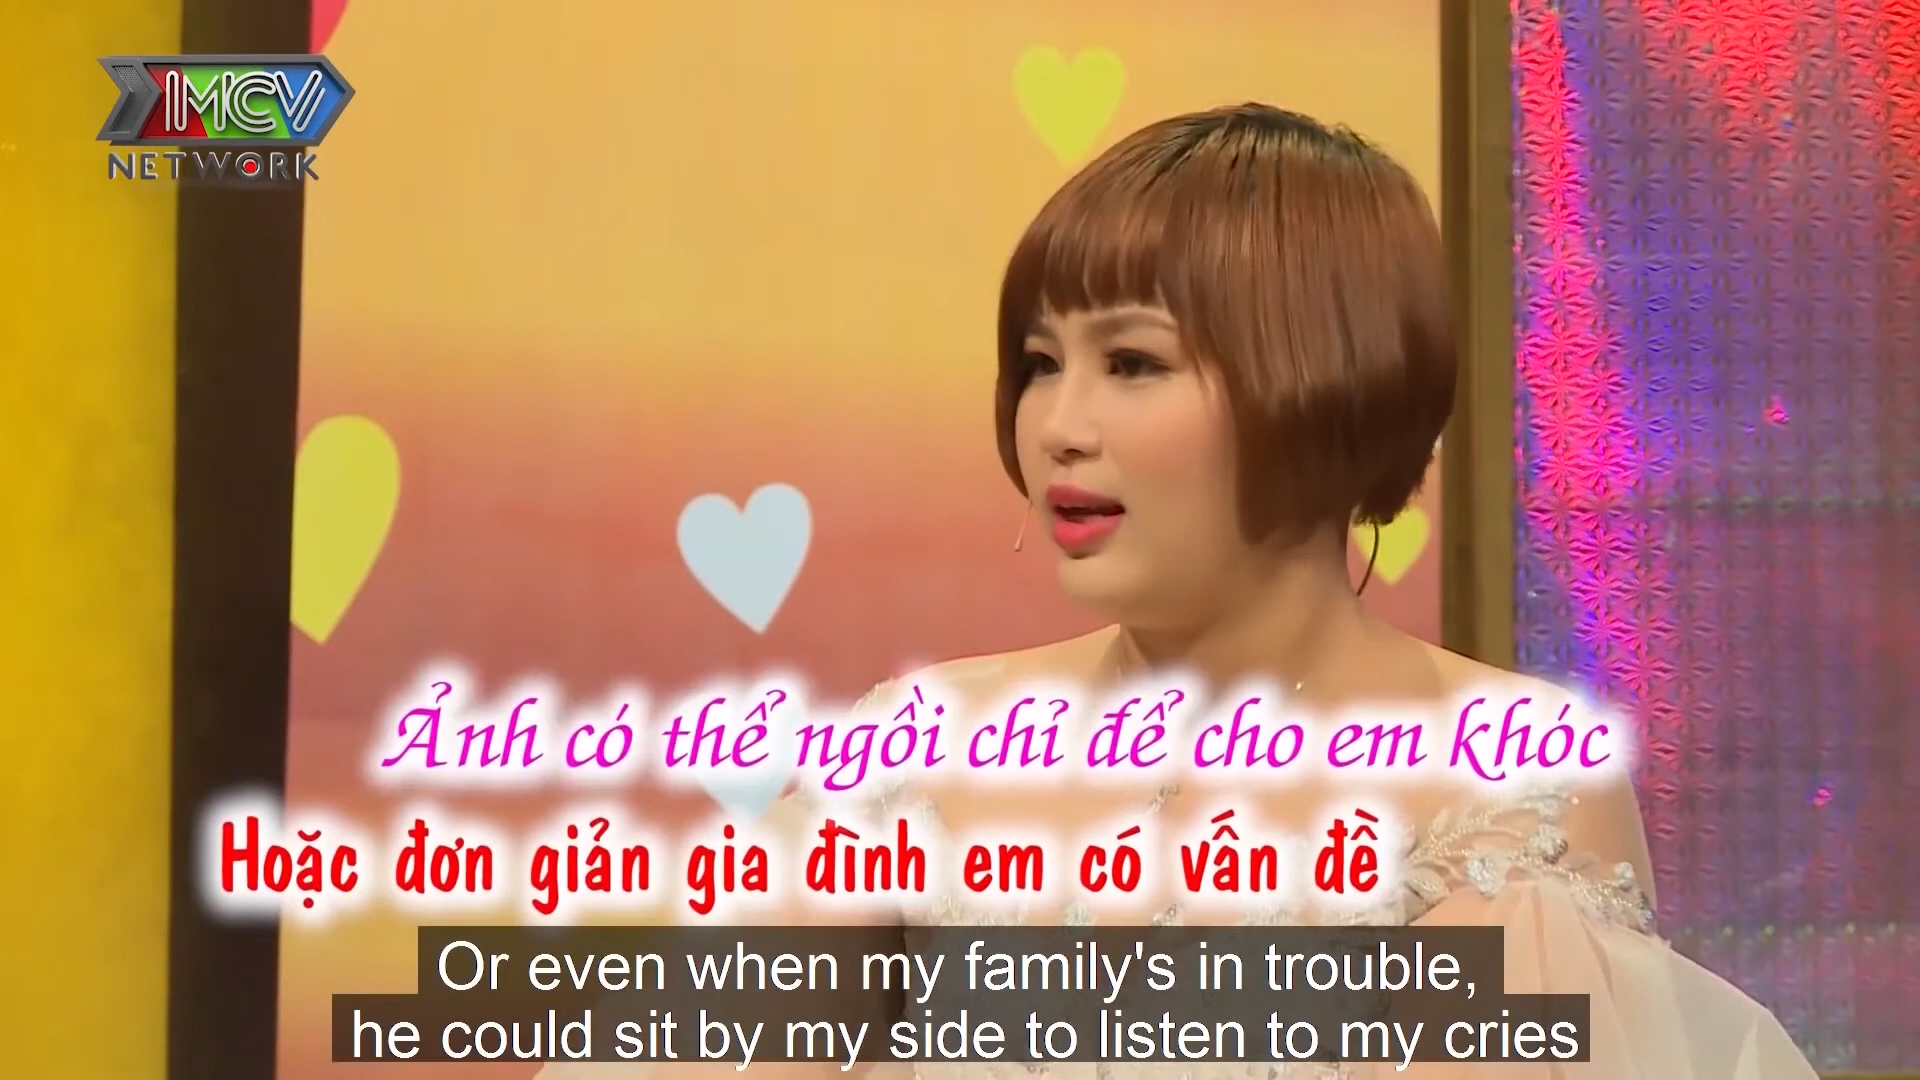 MCV
NETWORK
Ảnh có thể ngồi chỉ để cho em khóc
Hoặc đơn giản gia đình em có vấn đề
Or even when my family's in trouble,
he could sit by my side to listen to my cries